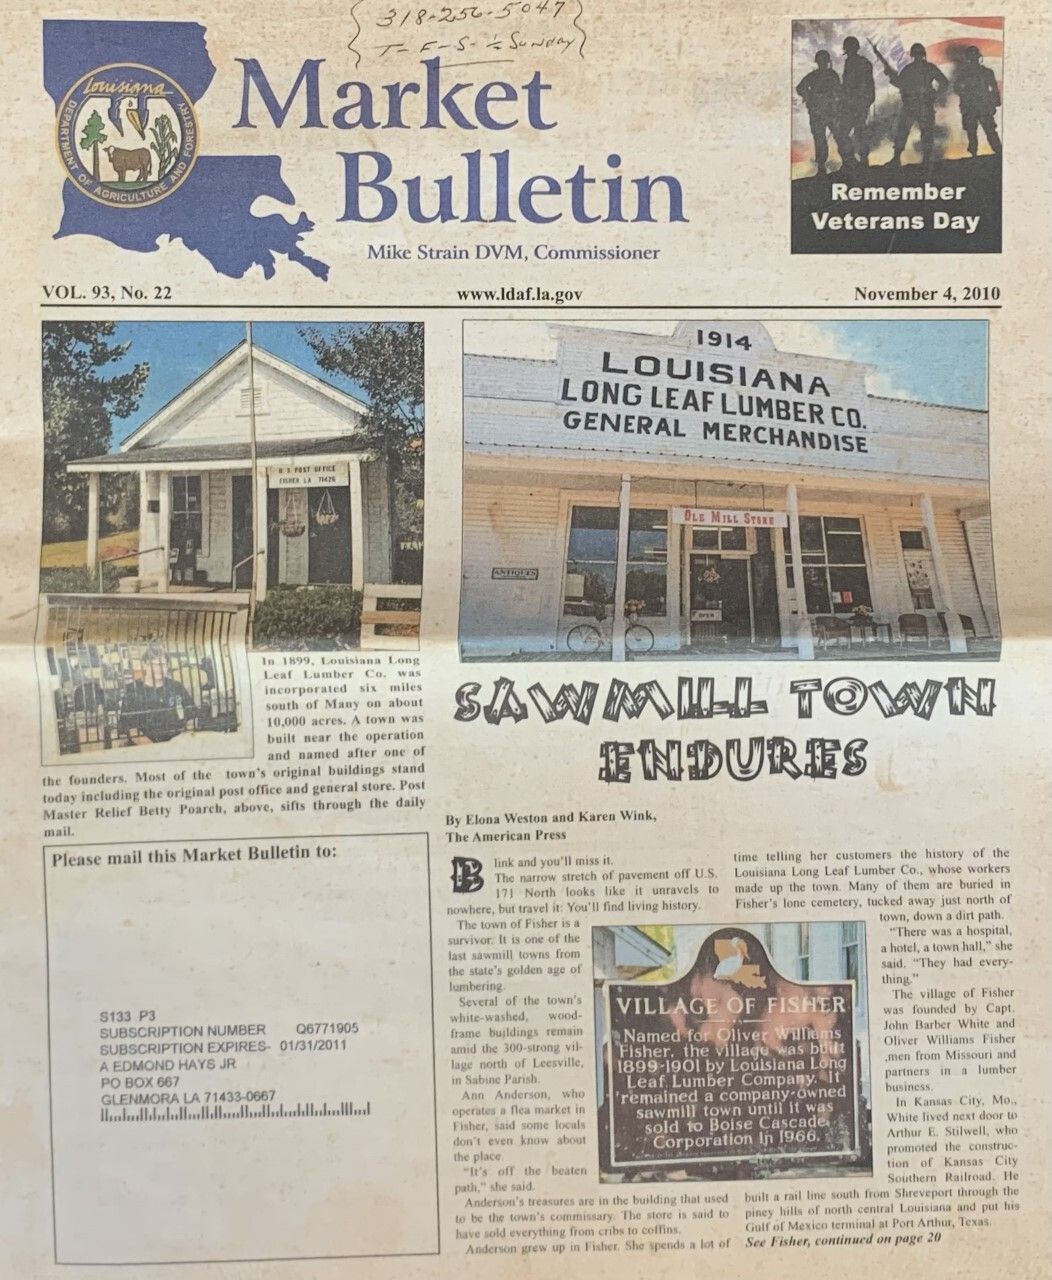 318-256-5047
T-F-S-½ Sunday
Louisiana
DEPARTMENT OF AGRICULTURE AND FORESTRY
Market
Bulletin
Mike Strain DVM, Commissioner
Remember
Veterans Day
VOL. 93, No. 22
www.ldaf.la.gov
November 4, 2010
U.S. POST OFFICE
FISHER LA 71426
1914
LOUISIANA
LONG LEAF LUMBER CO.
GENERAL MERCHANDISE
OLD MILL STORE
ANTIQUES
OPEN
In 1899, Louisiana Long
Leaf Lumber Co. was
incorporated six miles
south of Many on about
10,000 acres. A town was
built near the operation
and named after one of
the founders. Most of the town's original buildings stand
today including the original post office and general store. Post
Master Relief Betty Poarch, above, sifts through the daily
mail.
Please mail this Market Bulletin to:
S133 P3
SUBSCRIPTION NUMBER Q6771905
SUBSCRIPTION EXPIRES- 01/31/2011
A EDMOND HAYS JR
PO BOX 667
GLENMORA LA 71433-0667
SAWMILL TOWN
ENDURES
By Elona Weston and Karen Wink,
The American Press
Blink and you'll miss it.
The narrow stretch of pavement off U.S.
171 North looks like it unravels to
nowhere, but travel it: You'll find living history.
The town of Fisher is a
survivor. It is one of the
last sawmill towns from
the state's golden age of
lumbering.
Several of the town's
white-washed, wood-
frame buildings remain
amid the 300-strong vil-
lage north of Leesville,
in Sabine Parish.
Ann Anderson, who
operates a flea market in
Fisher, said some locals
don't even know about
the place.
"It's off the beaten
path," she said.
Anderson's treasures are in the building that used
to be the town's commissary. The store is said to
have sold everything from cribs to coffins.
Anderson grew up in Fisher. She spends a lot of
VILLAGE OF FISHER
Named for Oliver Williams
Fisher, the village was built
1899-1901 by Louisiana Long
Leaf Lumber Company. It
remained a company-owned
sawmill town until it was
sold to Boise Cascade
Corporation in 1966.
time telling her customers the history of the
Louisiana Long Leaf Lumber Co., whose workers
made up the town. Many of them are buried in
Fisher's lone cemetery, tucked away just north of
town, down a dirt path.
"There was a hospital,
a hotel, a town hall," she
said. "They had every-
thing."
The village of Fisher
was founded by Capt.
John Barber White and
Oliver Williams Fisher
,men from Missouri and
partners in a lumber
business.
In Kansas City, Mo.,
White lived next door to
Arthur E. Stilwell, who
promoted the construc-
tion of Kansas City
Southern Railroad. He
built a rail line south from Shreveport through the
piney hills of north central Louisiana and put his
Gulf of Mexico terminal at Port Arthur, Texas.
See Fisher, continued on page 20